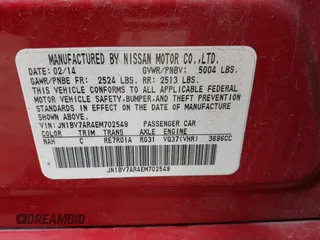 MANUFACTURED BY NISSAN MOTOR CO.,LTD.
DATE: 02/14 GVWR/PNBV: 5004 LBS.
GAWR/PNBE FR: 2524 LBS. RR: 2513 LBS.
THIS VEHICLE CONFORMS TO ALL APPLICABLE
FEDERAL MOTOR VEHICLE SAFETY,BUMPER,AND THEFT PREVENTION
STANDARDS IN EFFECT ON THE DATE OF MANUFACTURE
SHOWN ABOVE.
VIN: JN1BV7AR4EM702549 PASSENGER CAR
COLOR TRIM TRANS AXLE ENGINE
NAH C RE7R01A RG31 VQ37(VHR) 3696CC
JN1BV7AR4EM702549
DREAMBID